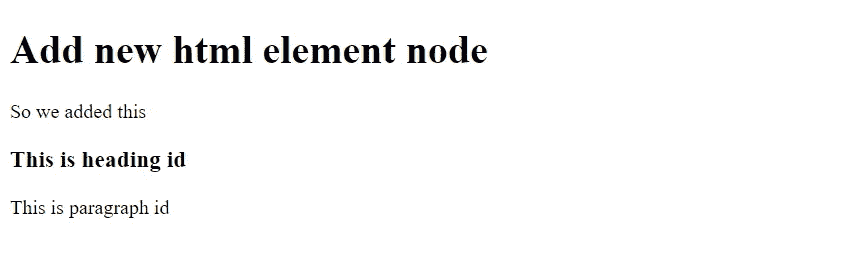 Add new html element node
So we added this
This is heading id
This is paragraph id